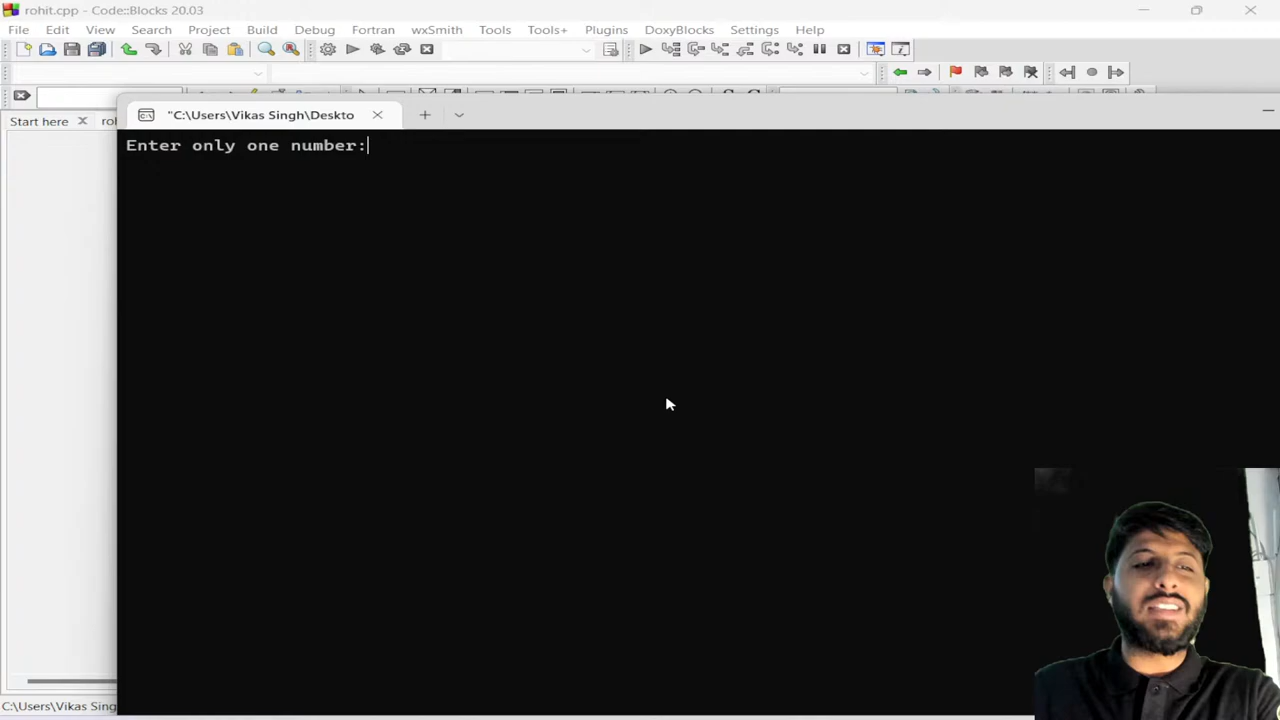 rohit.cpp - Code::Blocks 20.03
File Edit View Search Project Build Debug Fortran wxSmith Tools Tools+ Plugins DoxyBlocks Settings Help
Start here
"C:\Users\Vikas Singh\Deskto
Enter only one number:
C:\Users\Vikas Sing